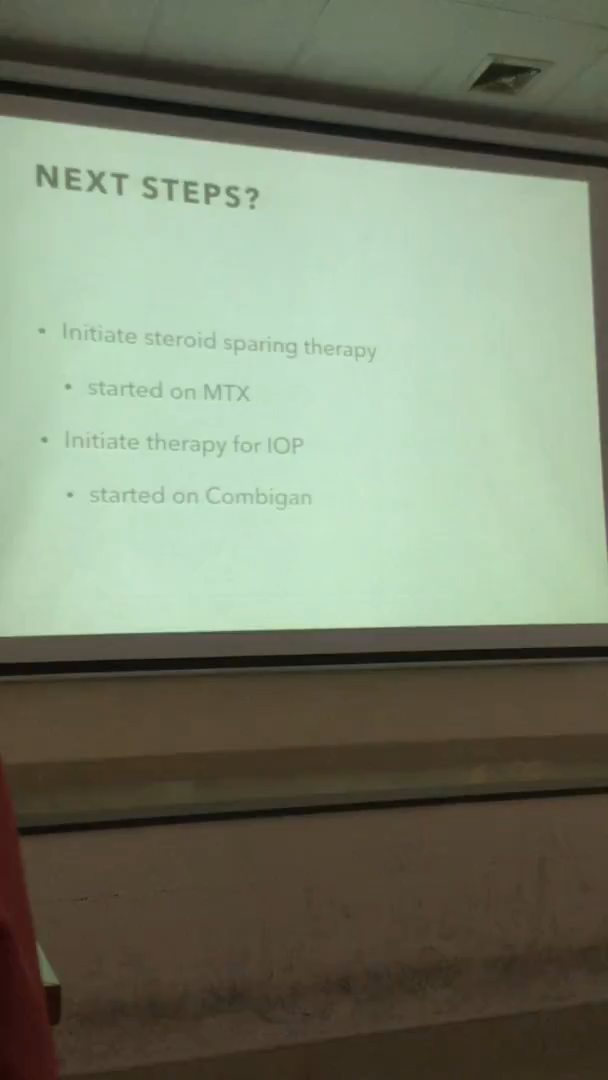 NEXT STEPS?
• Initiate steroid sparing therapy
• started on MTX
• Initiate therapy for IOP
• started on Combigan